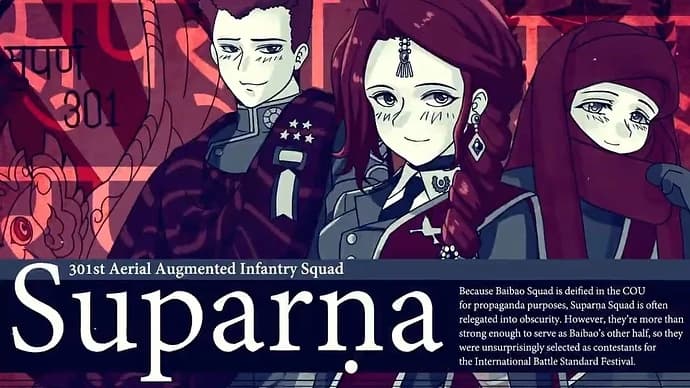 सुपर्ण
301
301st Aerial Augmented Infantry Squad
Suparṇa
Because Baibao Squad is deified in the COU
for propaganda purposes, Suparṇa Squad is often
relegated into obscurity. However, they're more than
strong enough to serve as Baibao's other half, so they
were unsurprisingly selected as contestants for
the International Battle Standard Festival.